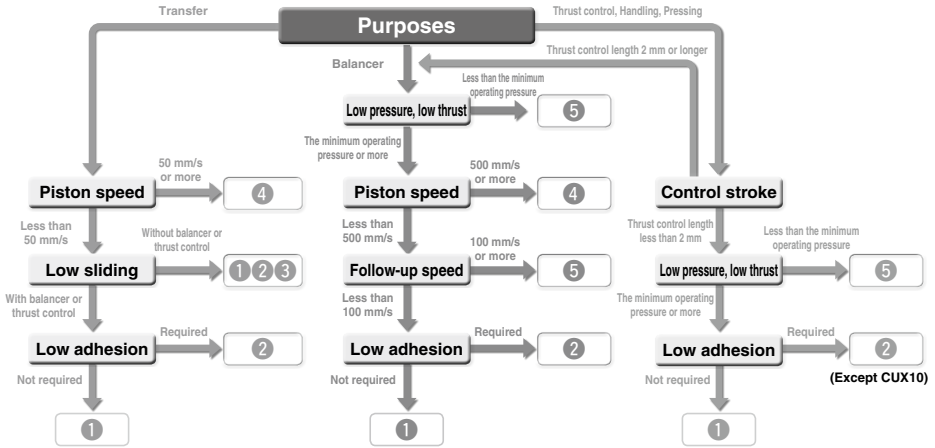 Transfer
Purposes
Thrust control, Handling, Pressing
Thrust control length 2 mm or longer
Balancer
Less than the minimum
operating pressure
Low pressure, low thrust
5
The minimum operating
pressure or more
50 mm/s
or more
Piston speed
4
500 mm/s
or more
Piston speed
4
Control stroke
Less than
50 mm/s
Without balancer or
thrust control
Less than
500 mm/s
100 mm/s
or more
Thrust control length
less than 2 mm
Less than the minimum
operating pressure
Low sliding
1 2 3
Follow-up speed
5
Low pressure, low thrust
5
With balancer or
thrust control
Less than
100 mm/s
The minimum operating
pressure or more
Required
Low adhesion
2
Required
Low adhesion
2
Required
Low adhesion
2
(Except CUX10)
Not required
Not required
Not required
1
1
1